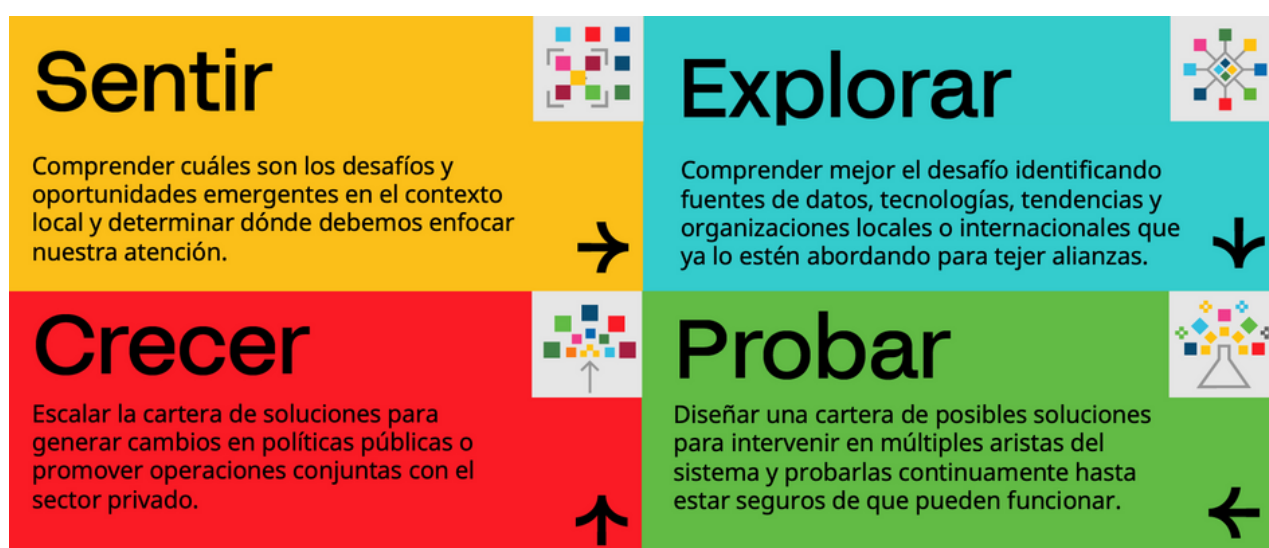 Sentir
Comprender cuáles son los desafíos y
oportunidades emergentes en el contexto
local y determinar dónde debemos enfocar
nuestra atención.
Explorar
Comprender mejor el desafío identificando
fuentes de datos, tecnologías, tendencias y
organizaciones locales o internacionales que
ya lo estén abordando para tejer alianzas.
Crecer
Escalar la cartera de soluciones para
generar cambios en políticas públicas o
promover operaciones conjuntas con el
sector privado.
Probar
Diseñar una cartera de posibles soluciones
para intervenir en múltiples aristas del
sistema y probarlas continuamente hasta
estar seguros de que pueden funcionar.